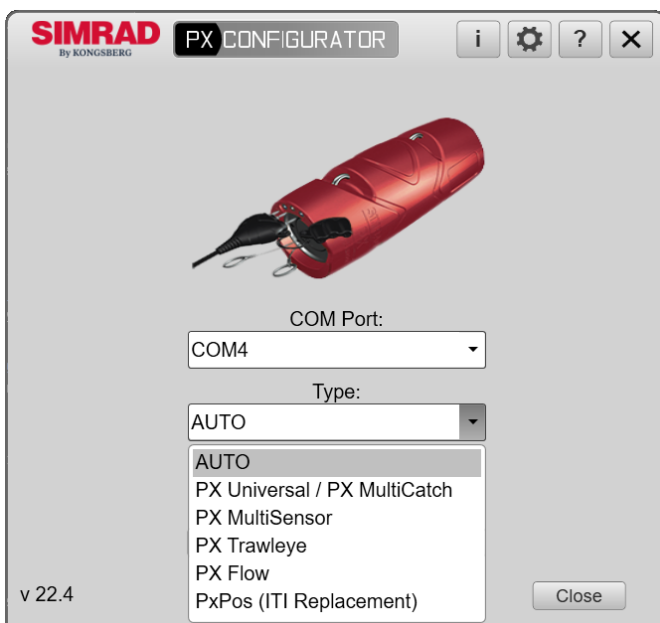 SIMRAD
By KONGSBERG
PX CONFIGURATOR
i
?
COM Port:
COM4
Type:
AUTO
AUTO
PX Universal / PX MultiCatch
PX MultiSensor
PX Trawleye
PX Flow
PxPos (ITI Replacement)
v 22.4
Close